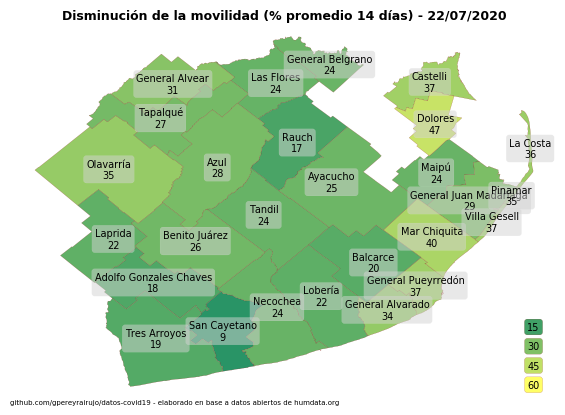 Disminución de la movilidad (% promedio 14 días) - 22/07/2020
General Belgrano
24
General Alvear
31
Las Flores
24
Castelli
37
Tapalqué
27
Dolores
47
Rauch
17
La Costa
36
Olavarría
35
Azul
28
Ayacucho
25
Maipú
24
General Juan Ma
29
Pinamar
35
Villa Gesell
37
Tandil
24
Laprida
22
Benito Juárez
26
Mar Chiquita
40
Balcarce
20
Adolfo Gonzales Chaves
18
General Pueyrredón
37
Lobería
22
Necochea
24
General Alvarado
34
San Cayetano
9
Tres Arroyos
19
15
30
45
60
github.com/gpereyrairujo/datos-covid19 - elaborado en base a datos abiertos de humdata.org